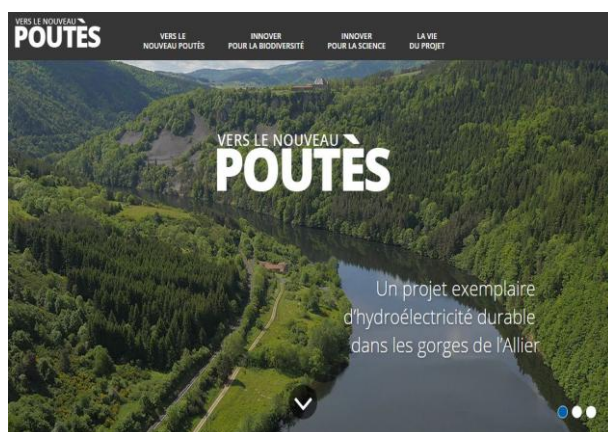 VERS LE NOUVEAU
POUTÈS
VERS LE
NOUVEAU POUTÈS
INNOVER
POUR LA BIODIVERSITÉ
INNOVER
POUR LA SCIENCE
LA VIE
DU PROJET
VERS LE NOUVEAU
POUTÈS
Un projet exemplaire
d'hydroélectricité durable
dans les gorges de l'Allier